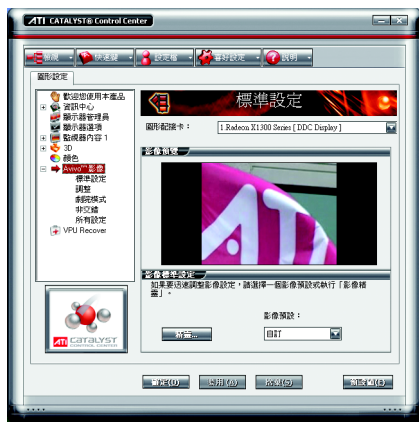 ATI CATALYST® Control Center
檢視
快速鍵
設定檔
喜好設定
說明
圖形設定
歡迎您使用本產品
資訊中心
顯示器管理員
顯示器選項
監視器內容 1
3D
顏色
Avivo™ 影像
標準設定
調整
劇院模式
非交錯
所有設定
VPU Recover
ATI CATALYST
CONTROL CENTER
標準設定
圖形配接卡：
1.Radeon X1300 Series [ DDC Display ]
影像預覽
ATI
影像標準設定
如果要迅速調整影像設定，請選擇一個影像預設或執行「影像精
靈」。
影像預設：
精靈...
自訂
確定(O)
套用 (A)
預設值(E)